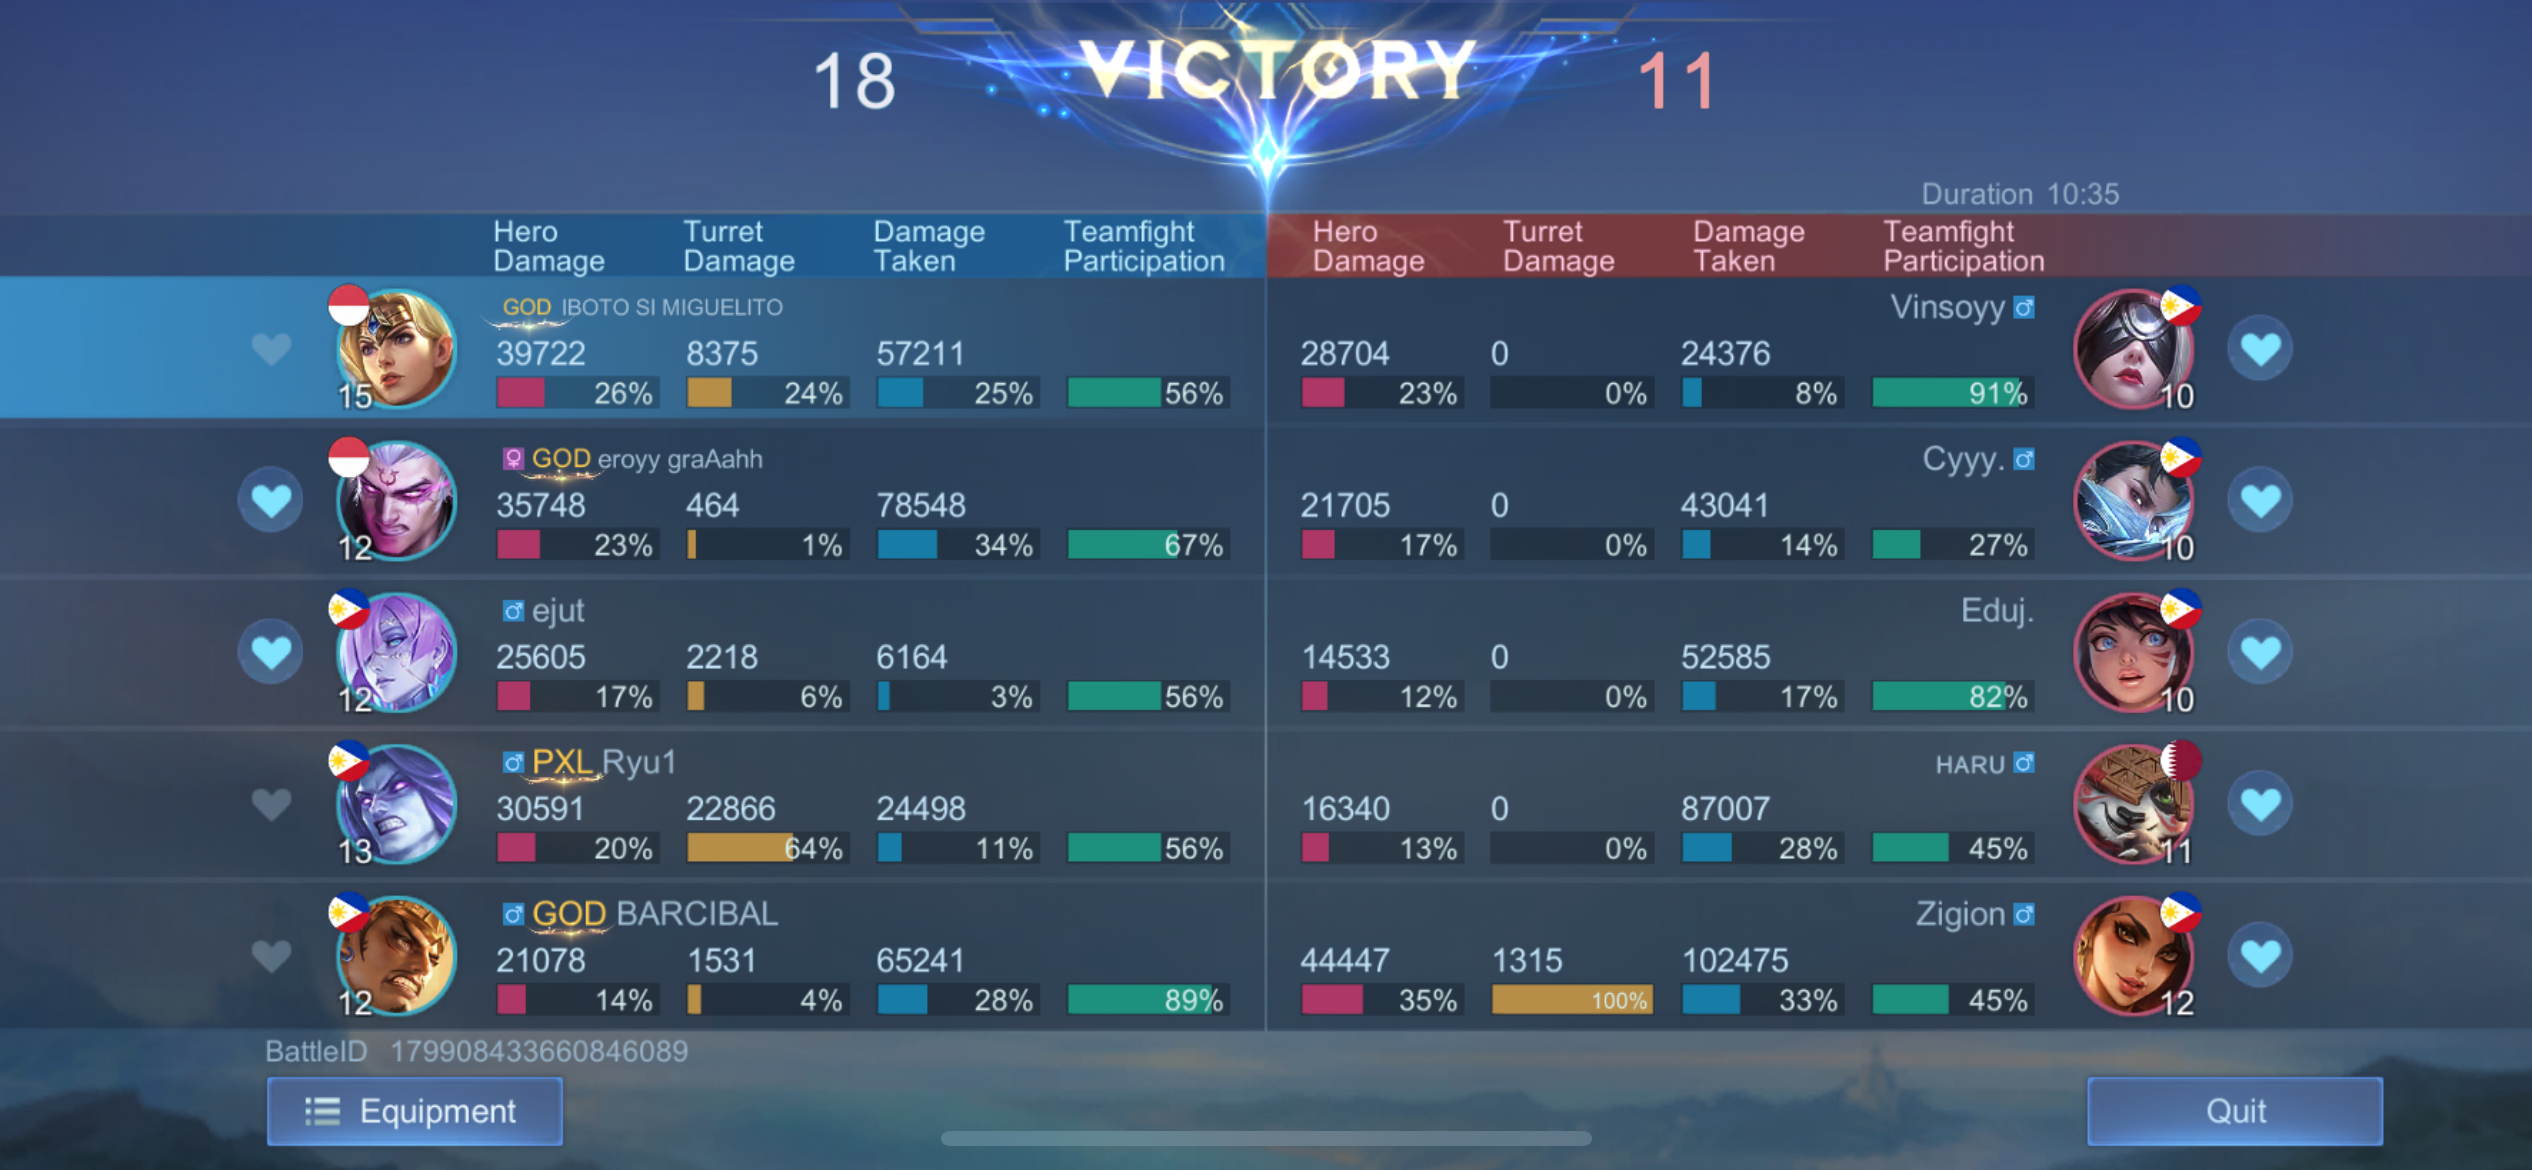 18 VICTORY 11
Duration 10:35
Hero Damage Turret Damage Damage Taken Teamfight Participation Hero Damage Turret Damage Damage Taken Teamfight Participation
GOD IBOTO SI MIGUELITO Vinsoyy ♂
39722 8375 57211 28704 0 24376
15 26% 24% 25% 56% 23% 0% 8% 91% 10
♀ GOD eroyy graAahh Cyyy. ♂
35748 464 78548 21705 0 43041
12 23% 1% 34% 67% 17% 0% 14% 27% 10
♂ ejut Eduj.
25605 2218 6164 14533 0 52585
12 17% 6% 3% 56% 12% 0% 17% 82% 10
♂ PXL Ryu1 HARU ♂
30591 22866 24498 16340 0 87007
13 20% 64% 11% 56% 13% 0% 28% 45% 11
♂ GOD BARCIBAL Zigion ♂
21078 1531 65241 44447 1315 102475
12 14% 4% 28% 89% 35% 100% 33% 45% 12
BattleID 179908433660846089
Equipment Quit